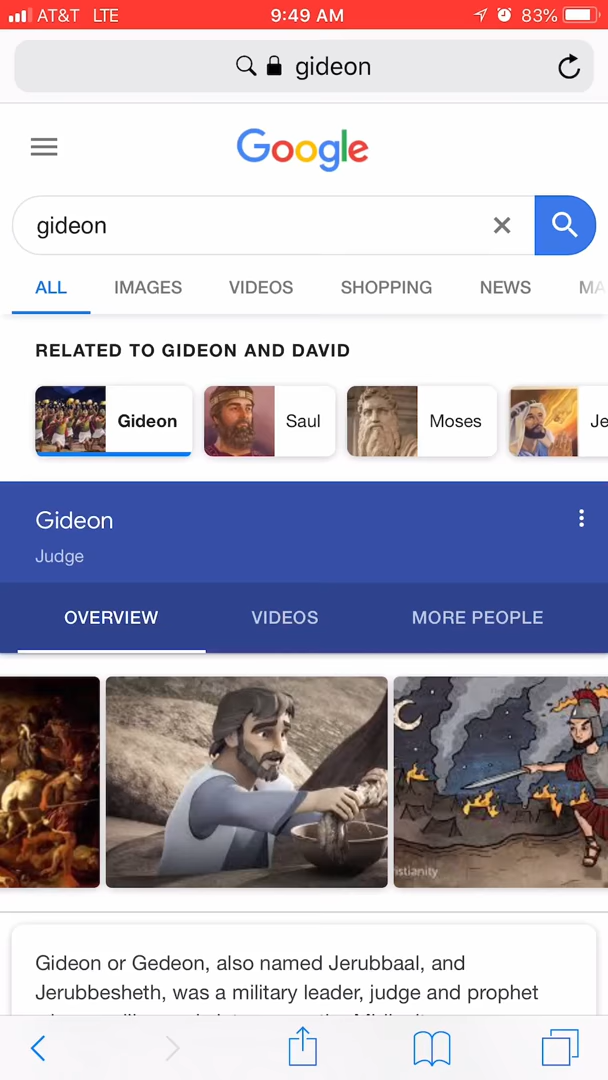 AT&T LTE 9:49 AM 83%
gideon
Google
gideon
ALL IMAGES VIDEOS SHOPPING NEWS MA
RELATED TO GIDEON AND DAVID
Gideon Saul Moses Je
Gideon
Judge
OVERVIEW VIDEOS MORE PEOPLE
istianity
Gideon or Gedeon, also named Jerubbaal, and
Jerubbesheth, was a military leader, judge and prophet